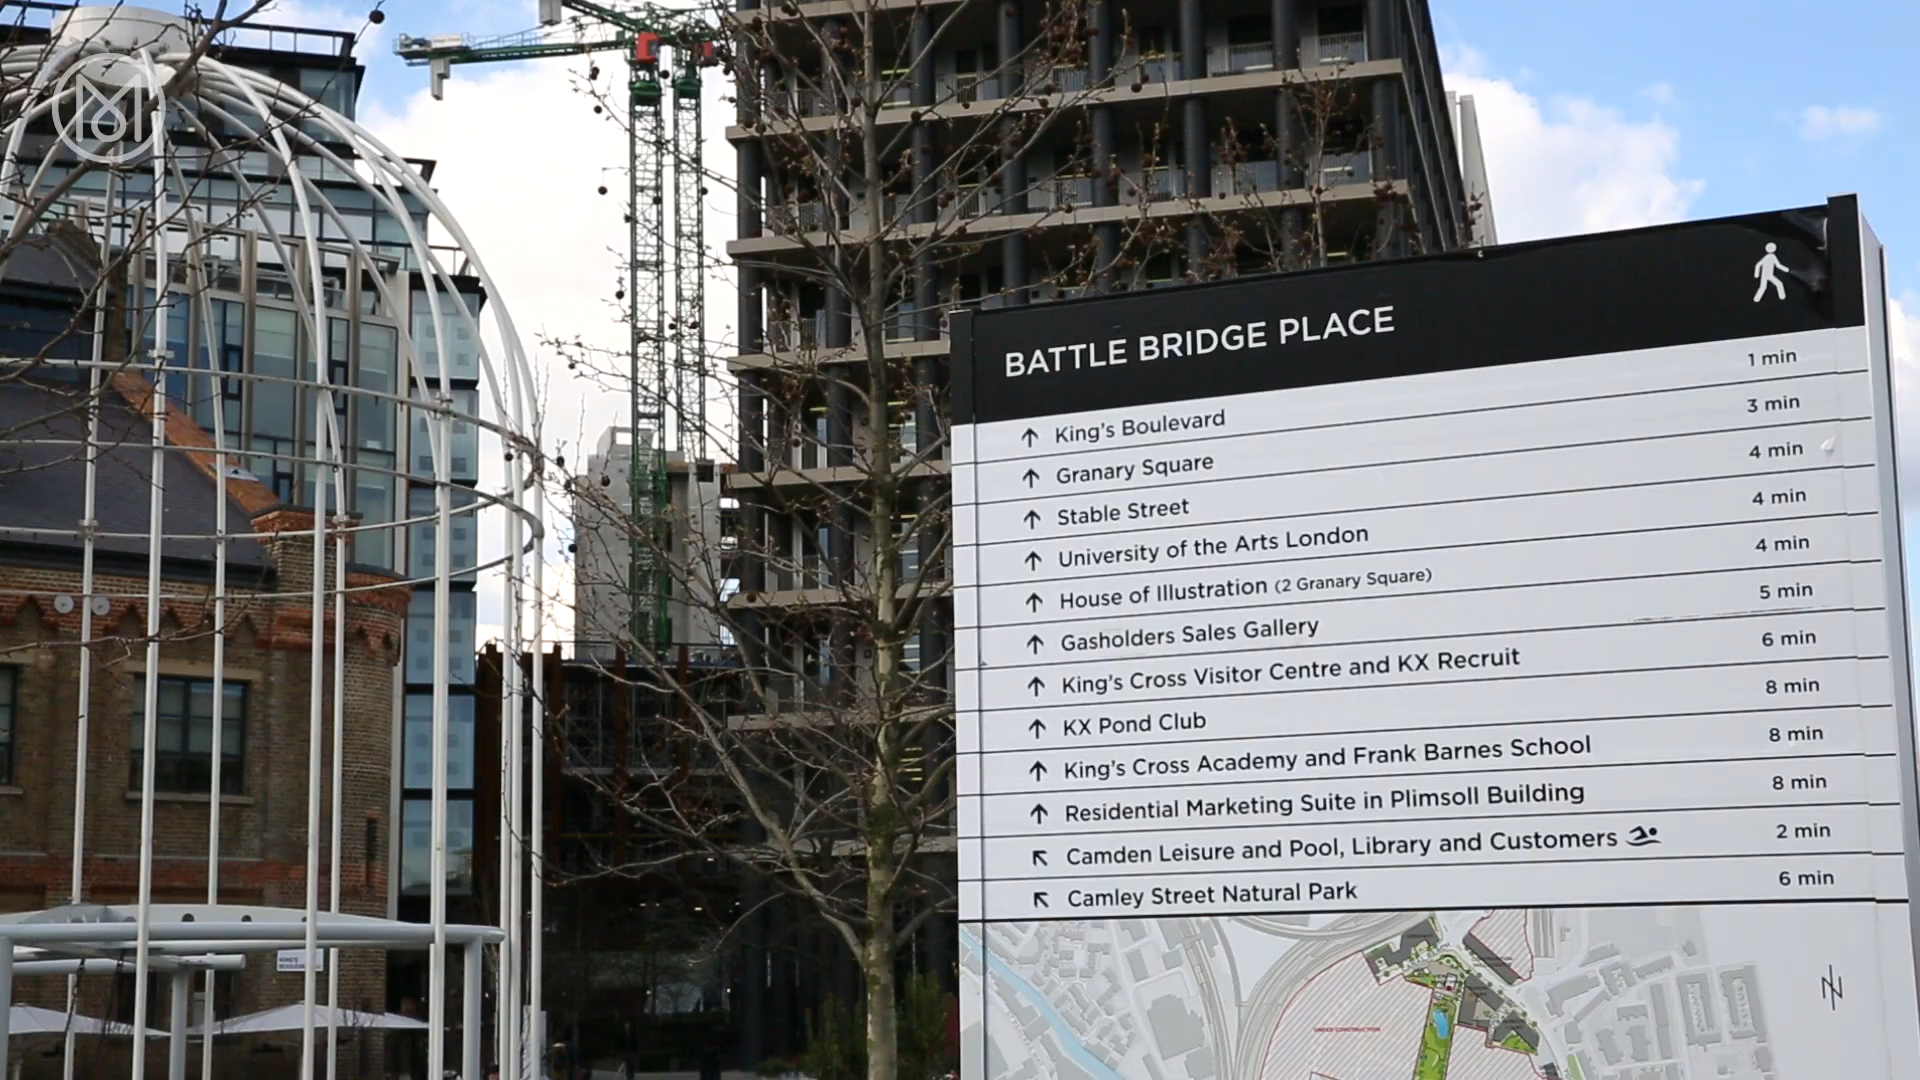 BATTLE BRIDGE PLACE
King's Boulevard 1 min
Granary Square 3 min
Stable Street 4 min
University of the Arts London 4 min
House of Illustration (2 Granary Square) 4 min
Gasholders Sales Gallery 5 min
King's Cross Visitor Centre and KX Recruit 6 min
KX Pond Club 8 min
King's Cross Academy and Frank Barnes School 8 min
Residential Marketing Suite in Plimsoll Building 8 min
Camden Leisure and Pool, Library and Customers 2 min
Camley Street Natural Park 6 min
UNDER CONSTRUCTION
N
KING'S